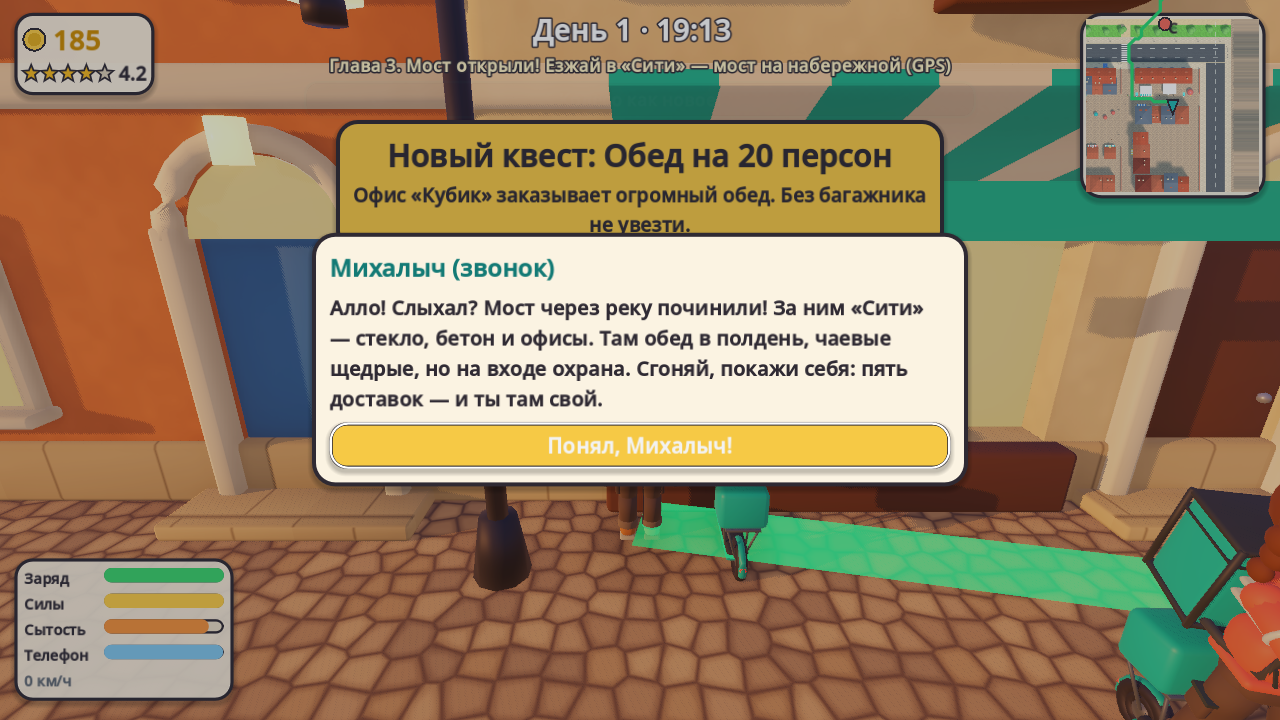 185
4.2
День 1 · 19:13
Глава 3. Мост открыли! Езжай в «Сити» — мост на набережной (GPS)
Новый квест: Обед на 20 персон
Офис «Кубик» заказывает огромный обед. Без багажника
не увезти.
Михалыч (звонок)
Алло! Слыхал? Мост через реку починили! За ним «Сити»
— стекло, бетон и офисы. Там обед в полдень, чаевые
щедрые, но на входе охрана. Сгоняй, покажи себя: пять
доставок — и ты там свой.
Понял, Михалыч!
Заряд
Силы
Сытость
Телефон
0 км/ч